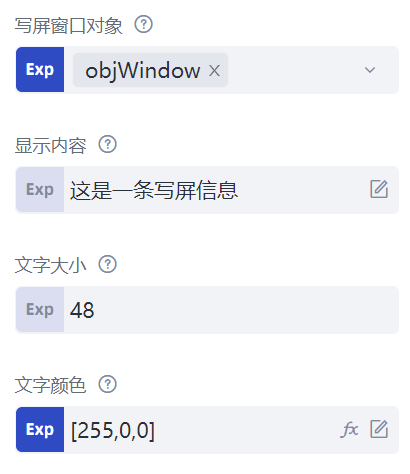 写屏窗口对象 ?
Exp objWindow ×
显示内容 ?
Exp 这是一条写屏信息
文字大小 ?
Exp 48
文字颜色 ?
Exp [255,0,0] fx